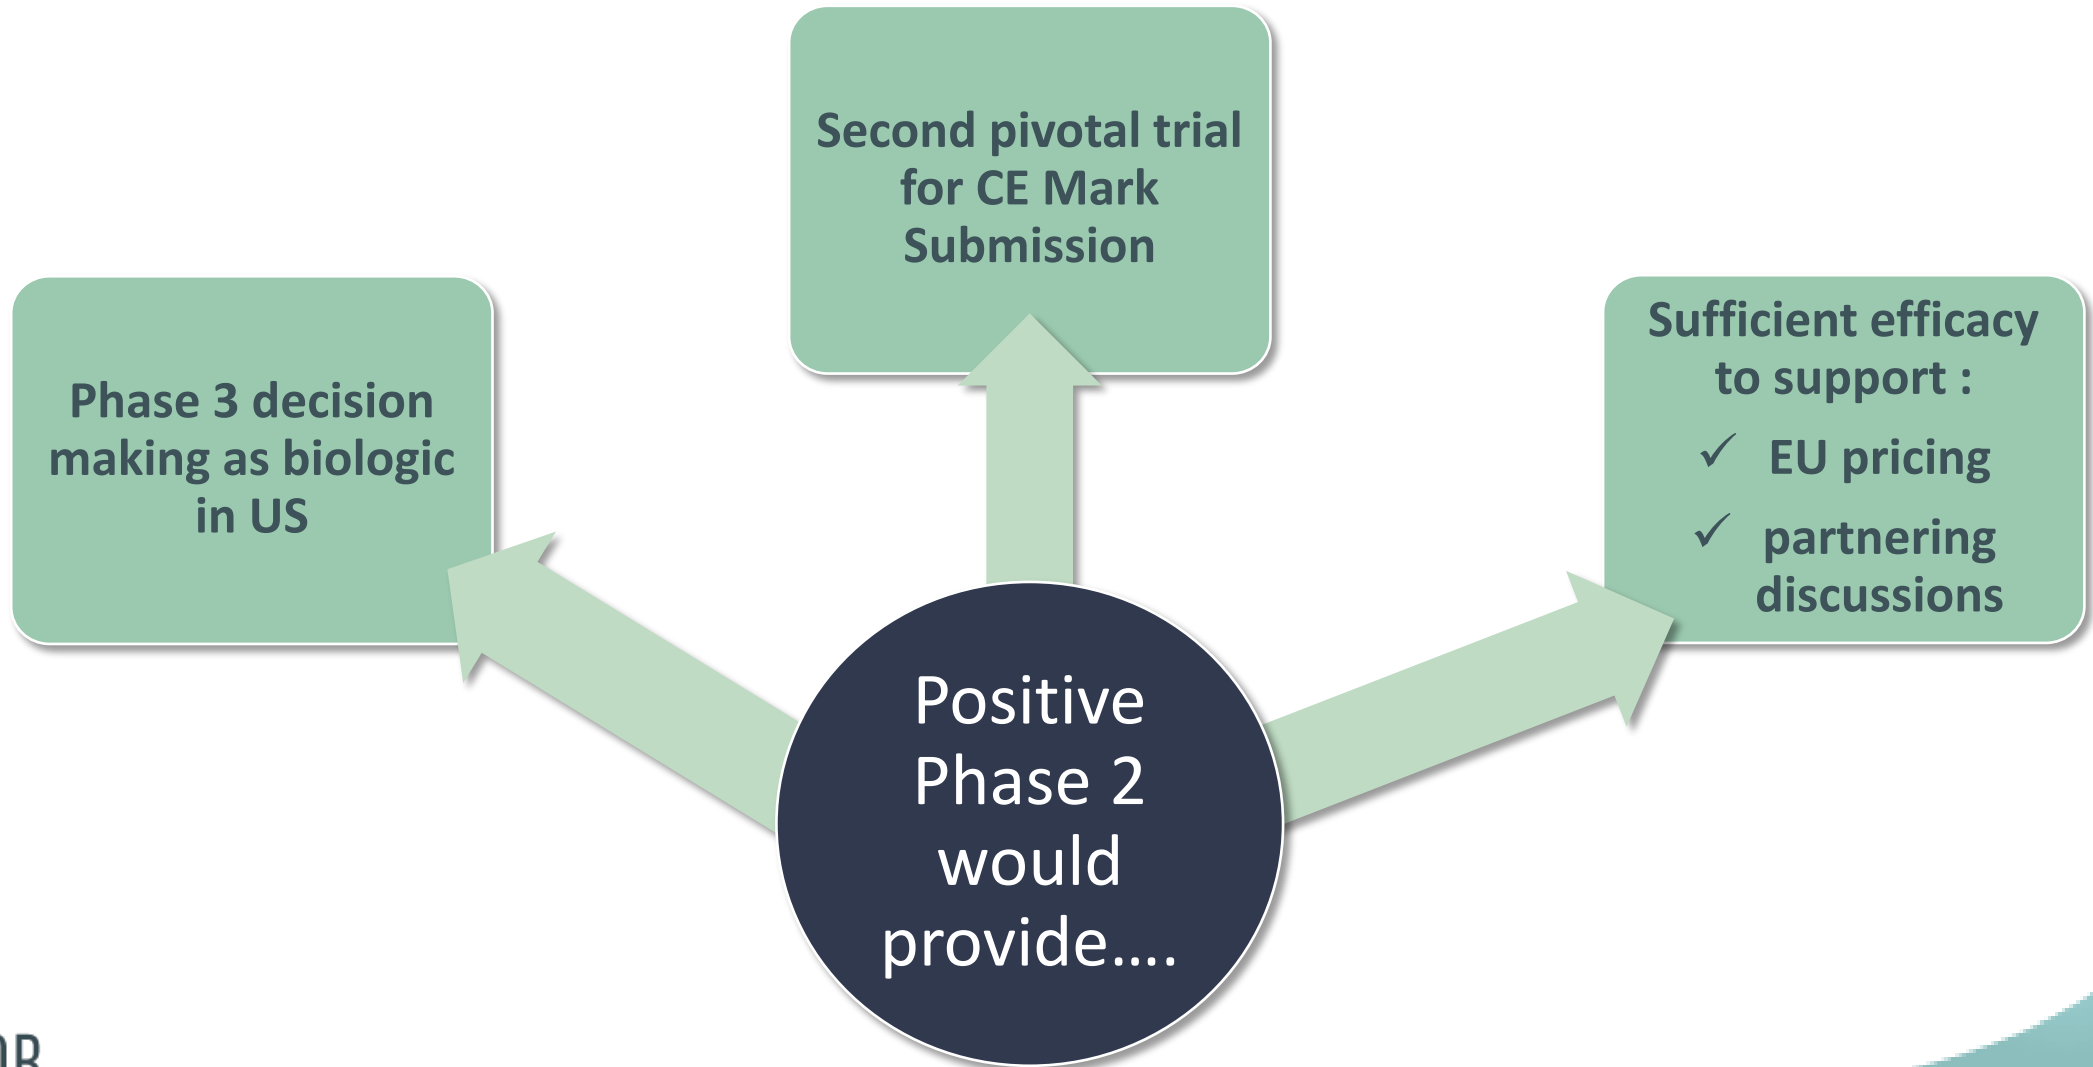 Second pivotal trial
for CE Mark
Submission
Phase 3 decision
making as biologic
in US
Sufficient efficacy
to support :
✓ EU pricing
✓ partnering
discussions
Positive
Phase 2
would
provide....